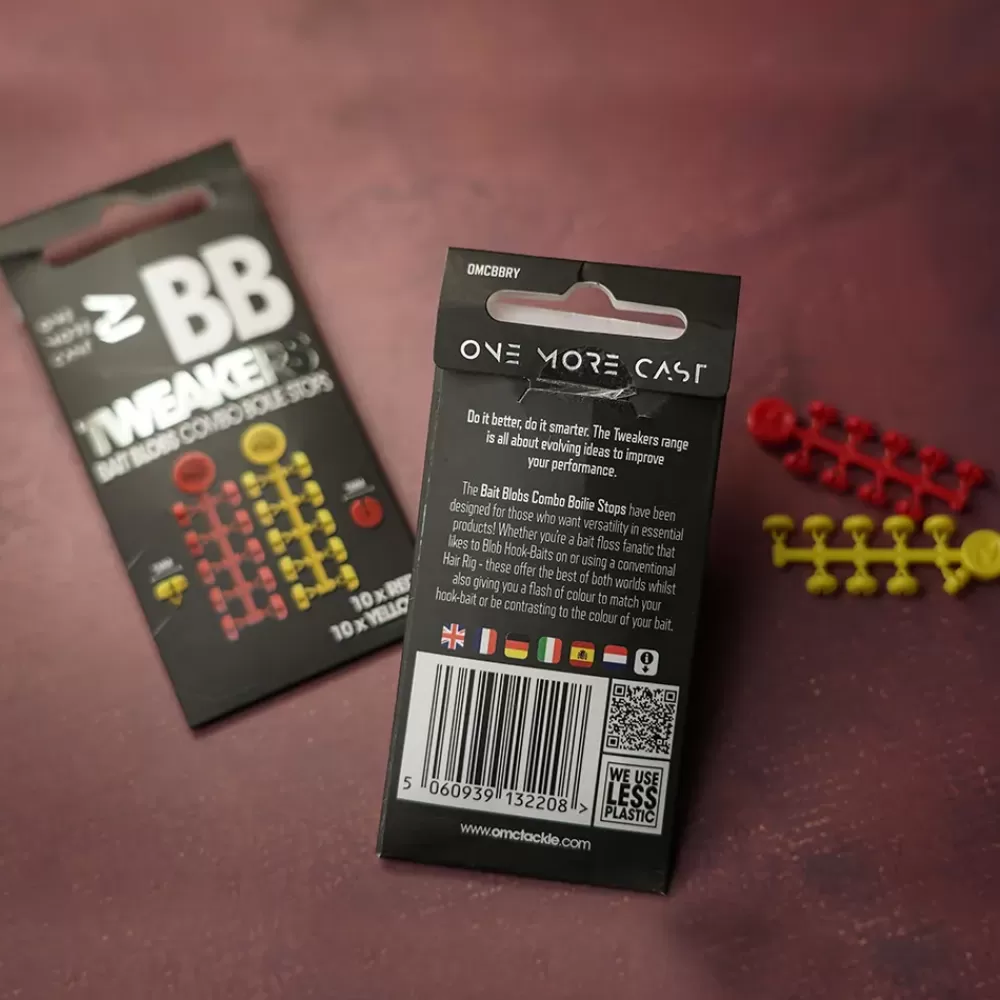 BB
TWEAKERS
BAIT BLOBS COMBO BOILIE STOPS
10 x RED
10 x YELLO
OMCBBRY
ONE MORE CAST
Do it better, do it smarter. The Tweakers range
is all about evolving ideas to improve
your performance.
The Bait Blobs Combo Boilie Stops have been
designed for those who want versatility in essential
products! Whether you're a bait floss fanatic that
likes to Blob Hook-Baits on or using a conventional
Hair Rig - these offer the best of both worlds whilst
also giving you a flash of colour to match your
hook-bait or be contrasting to the colour of your bait.
5 060939 132208 >
WE USE
LESS
PLASTIC
www.omctackle.com